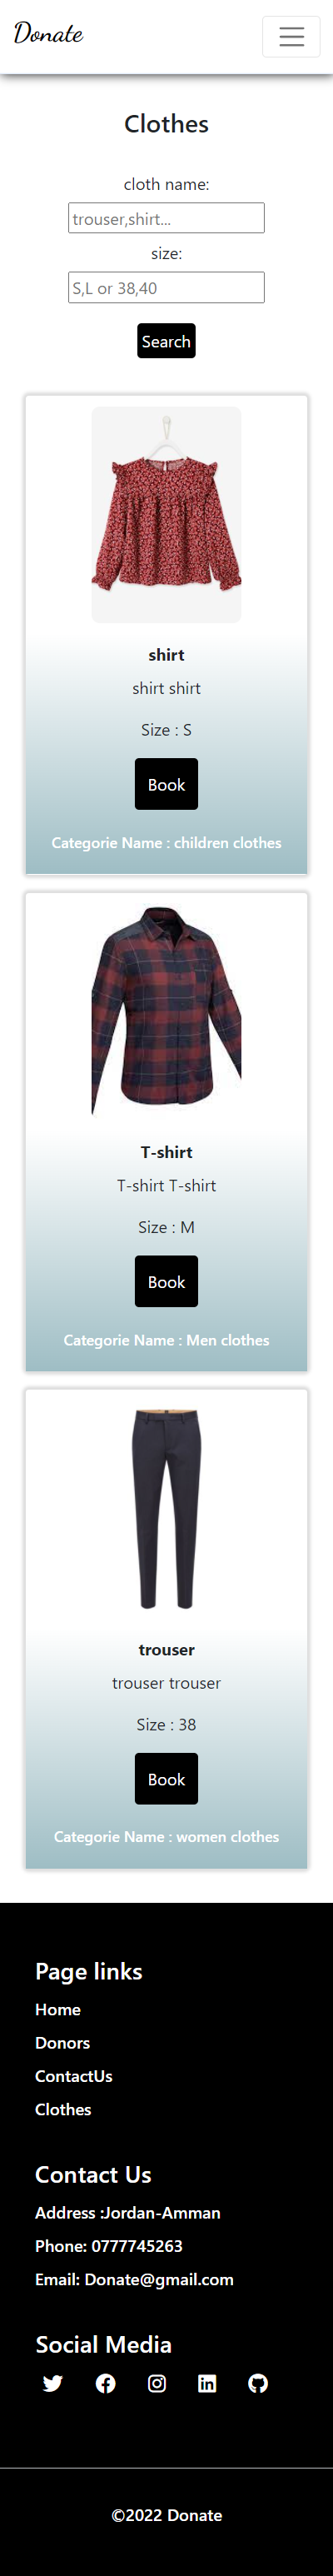 Donate
Clothes
cloth name:
trouser,shirt...
size:
S,L or 38,40
Search
shirt
shirt shirt
Size : S
Book
Categorie Name : children clothes
T-shirt
T-shirt T-shirt
Size : M
Book
Categorie Name : Men clothes
trouser
trouser trouser
Size : 38
Book
Categorie Name : women clothes
Page links
Home
Donors
ContactUs
Clothes
Contact Us
Address :Jordan-Amman
Phone: 0777745263
Email: Donate@gmail.com
Social Media
©2022 Donate